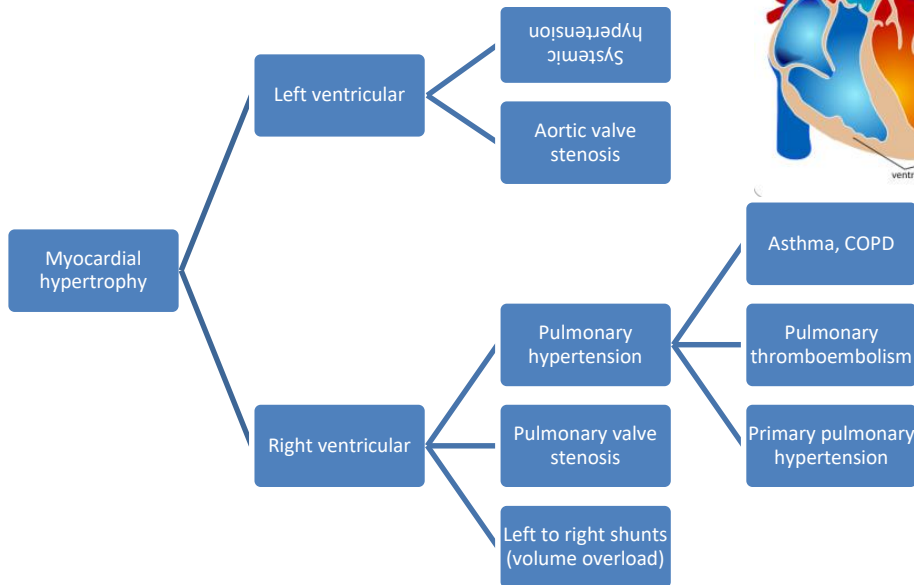 Systemic
hypertension
Left ventricular
Aortic valve
stenosis
Myocardial
hypertrophy
Asthma, COPD
Pulmonary
hypertension
Pulmonary
thromboembolism
Right ventricular
Pulmonary valve
stenosis
Primary pulmonary
hypertension
Left to right shunts
(volume overload)